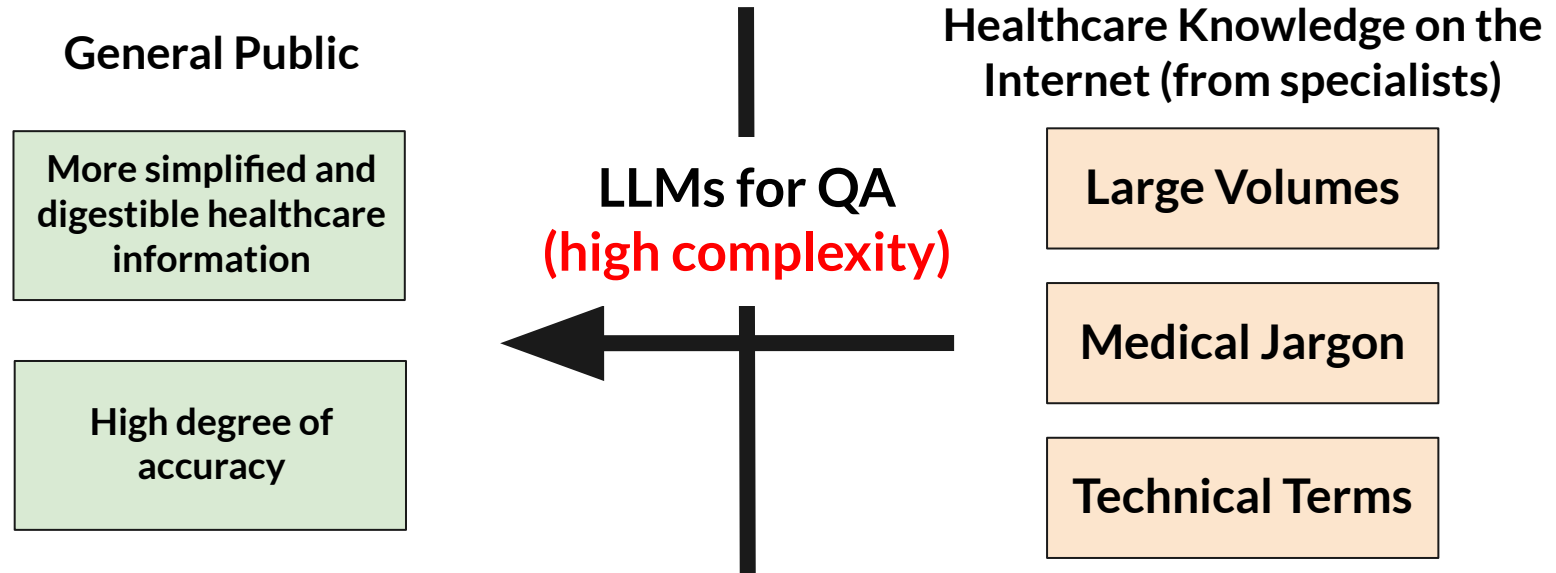 General Public
More simplified and
digestible healthcare
information
High degree of
accuracy
LLMs for QA
(high complexity)
Healthcare Knowledge on the
Internet (from specialists)
Large Volumes
Medical Jargon
Technical Terms